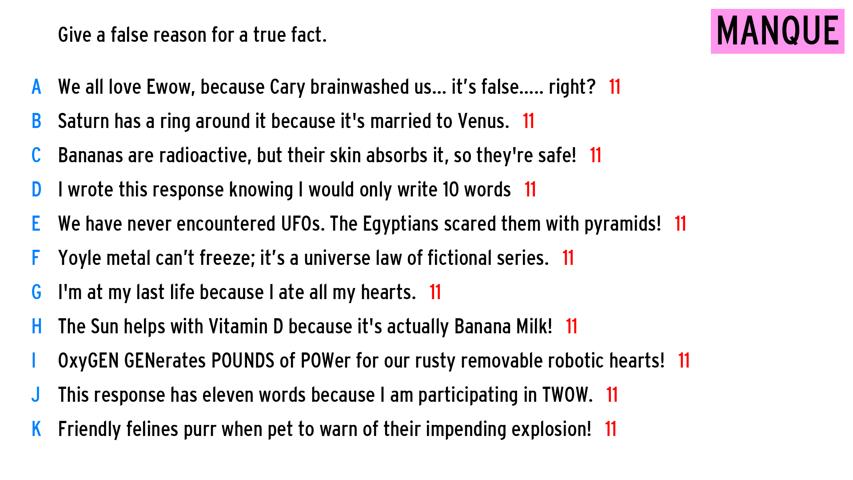 Give a false reason for a true fact.
MANQUE
A We all love Ewow, because Cary brainwashed us... it’s false..... right? 11
B Saturn has a ring around it because it's married to Venus. 11
C Bananas are radioactive, but their skin absorbs it, so they're safe! 11
D I wrote this response knowing I would only write 10 words 11
E We have never encountered UFOs. The Egyptians scared them with pyramids! 11
F Yoyle metal can’t freeze; it’s a universe law of fictional series. 11
G I'm at my last life because I ate all my hearts. 11
H The Sun helps with Vitamin D because it's actually Banana Milk! 11
I OxyGEN GENerates POUNDS of POWer for our rusty removable robotic hearts! 11
J This response has eleven words because I am participating in TWOW. 11
K Friendly felines purr when pet to warn of their impending explosion! 11